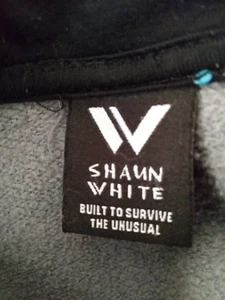 SHAUN
WHITE
BUILT TO SURVIVE
THE UNUSUAL